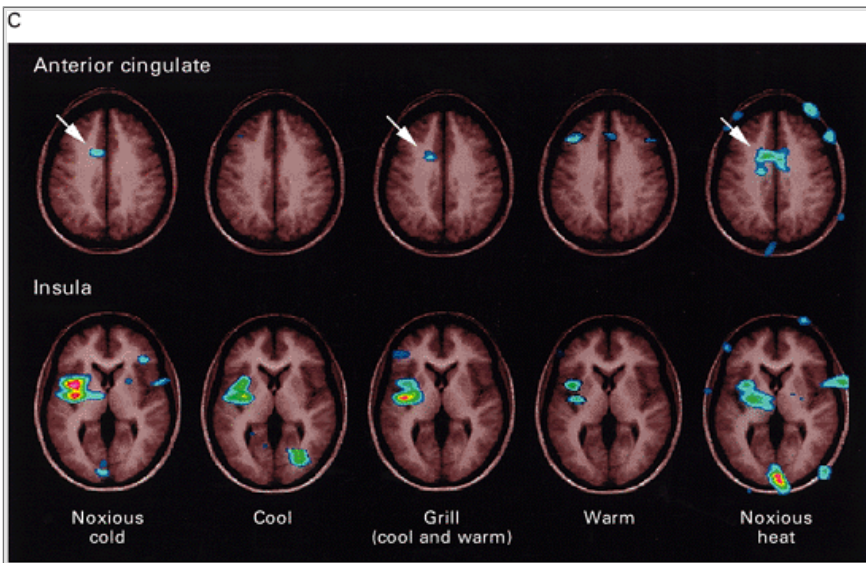 C
Anterior cingulate
Insula
Noxious
cold
Cool
Grill
(cool and warm)
Warm
Noxious
heat